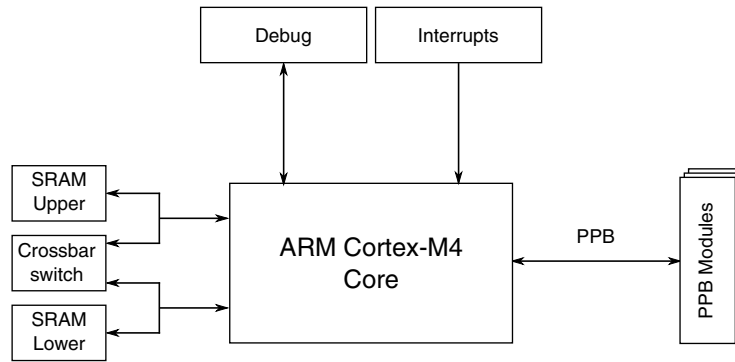 Debug
Interrupts
SRAM
Upper
Crossbar
switch
SRAM
Lower
ARM Cortex-M4
Core
PPB
PPB Modules